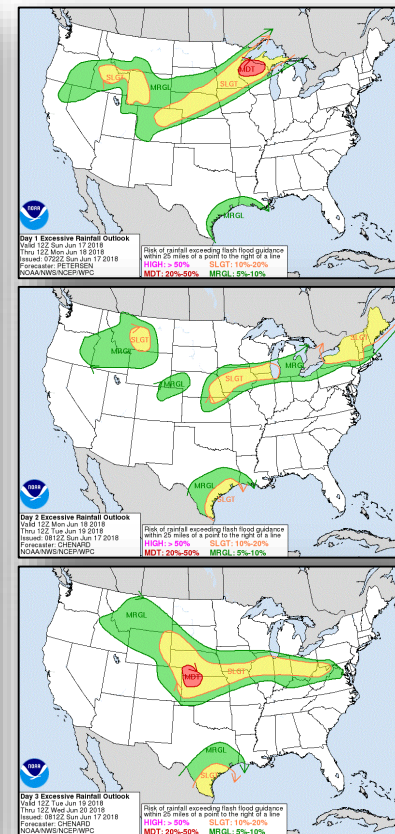 SLGT
MRGL
SLGT
MDT
MRGL
NOAA
Day 1 Excessive Rainfall Outlook
Valid 12Z Sun Jun 17 2018
Thru 12Z Mon Jun 18 2018
Issued: 0722Z Sun Jun 17 2018
Forecaster: PETERSEN
NOAA/NWS/NCEP/WPC
Risk of rainfall exceeding flash flood guidance
within 25 miles of a point to the right of a line
HIGH: > 50% SLGT: 10%-20%
MDT: 20%-50% MRGL: 5%-10%
SLGT
MRGL
MRGL
SLGT
MRGL
SLGT
MRGL
SLGT
NOAA
Day 2 Excessive Rainfall Outlook
Valid 12Z Mon Jun 18 2018
Thru 12Z Tue Jun 19 2018
Issued: 0812Z Sun Jun 17 2018
Forecaster: CHENARD
NOAA/NWS/NCEP/WPC
Risk of rainfall exceeding flash flood guidance
within 25 miles of a point to the right of a line
HIGH: > 50% SLGT: 10%-20%
MDT: 20%-50% MRGL: 5%-10%
MRGL
SLGT
MDT
MRGL
SLGT
NOAA
Day 3 Excessive Rainfall Outlook
Valid 12Z Tue Jun 19 2018
Thru 12Z Wed Jun 20 2018
Issued: 0812Z Sun Jun 17 2018
Forecaster: CHENARD
NOAA/NWS/NCEP/WPC
Risk of rainfall exceeding flash flood guidance
within 25 miles of a point to the right of a line
HIGH: > 50% SLGT: 10%-20%
MDT: 20%-50% MRGL: 5%-10%